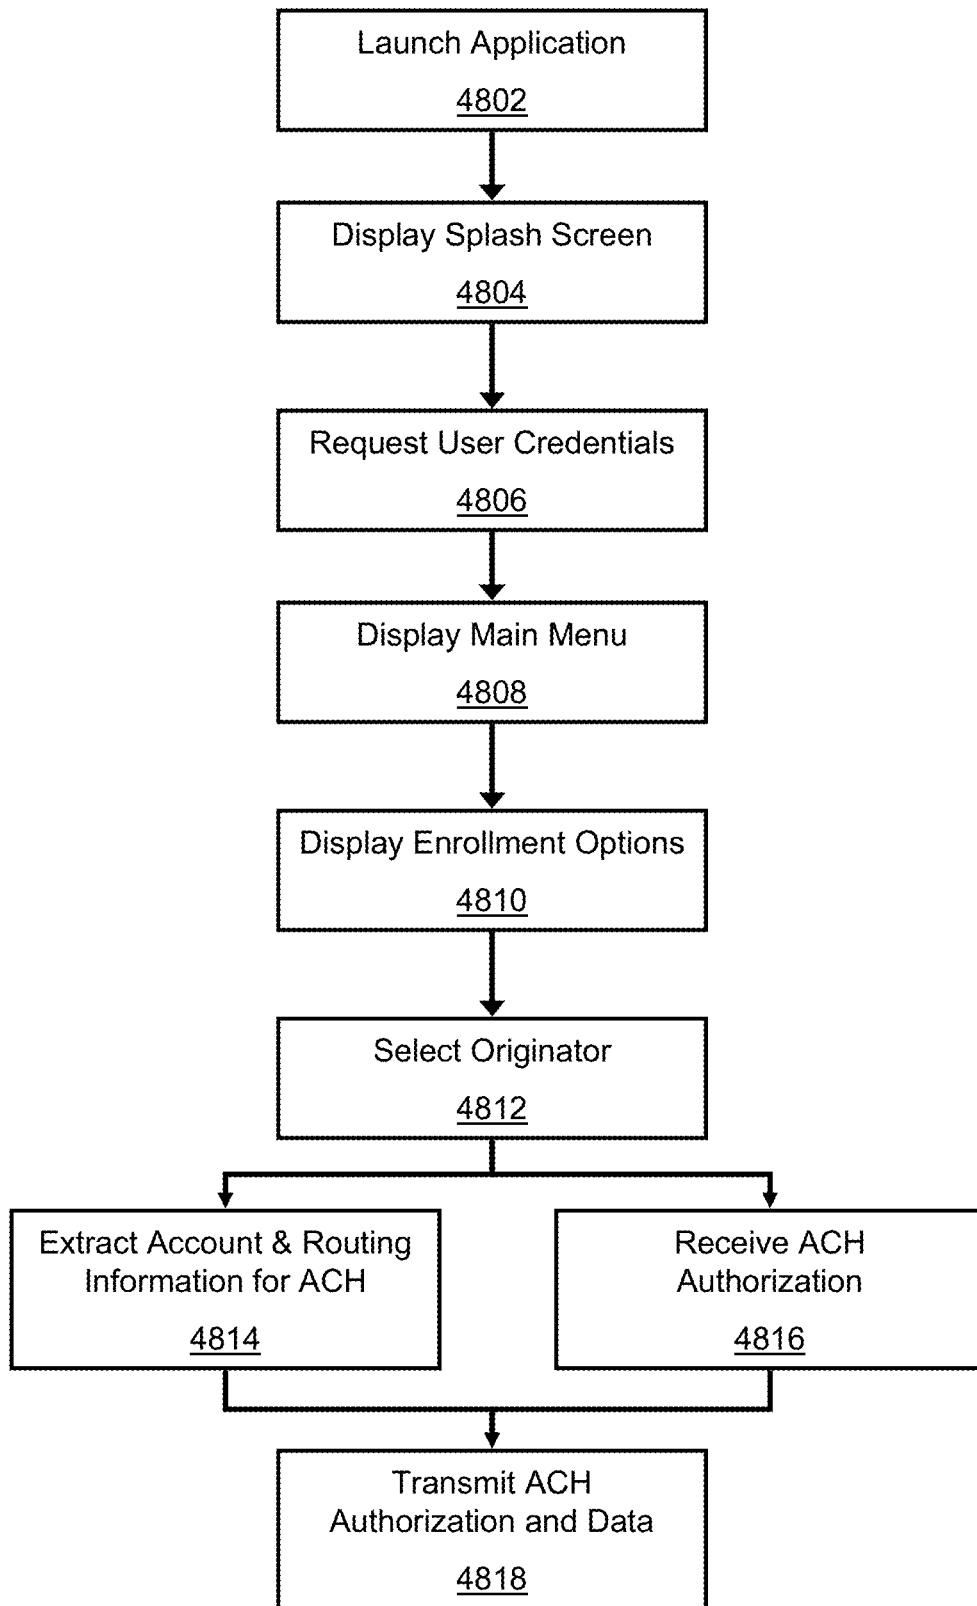 Launch Application
4802
Display Splash Screen
4804
Request User Credentials
4806
Display Main Menu
4808
Display Enrollment Options
4810
Select Originator
4812
Extract Account & Routing
Information for ACH
4814
Receive ACH
Authorization
4816
Transmit ACH
Authorization and Data
4818